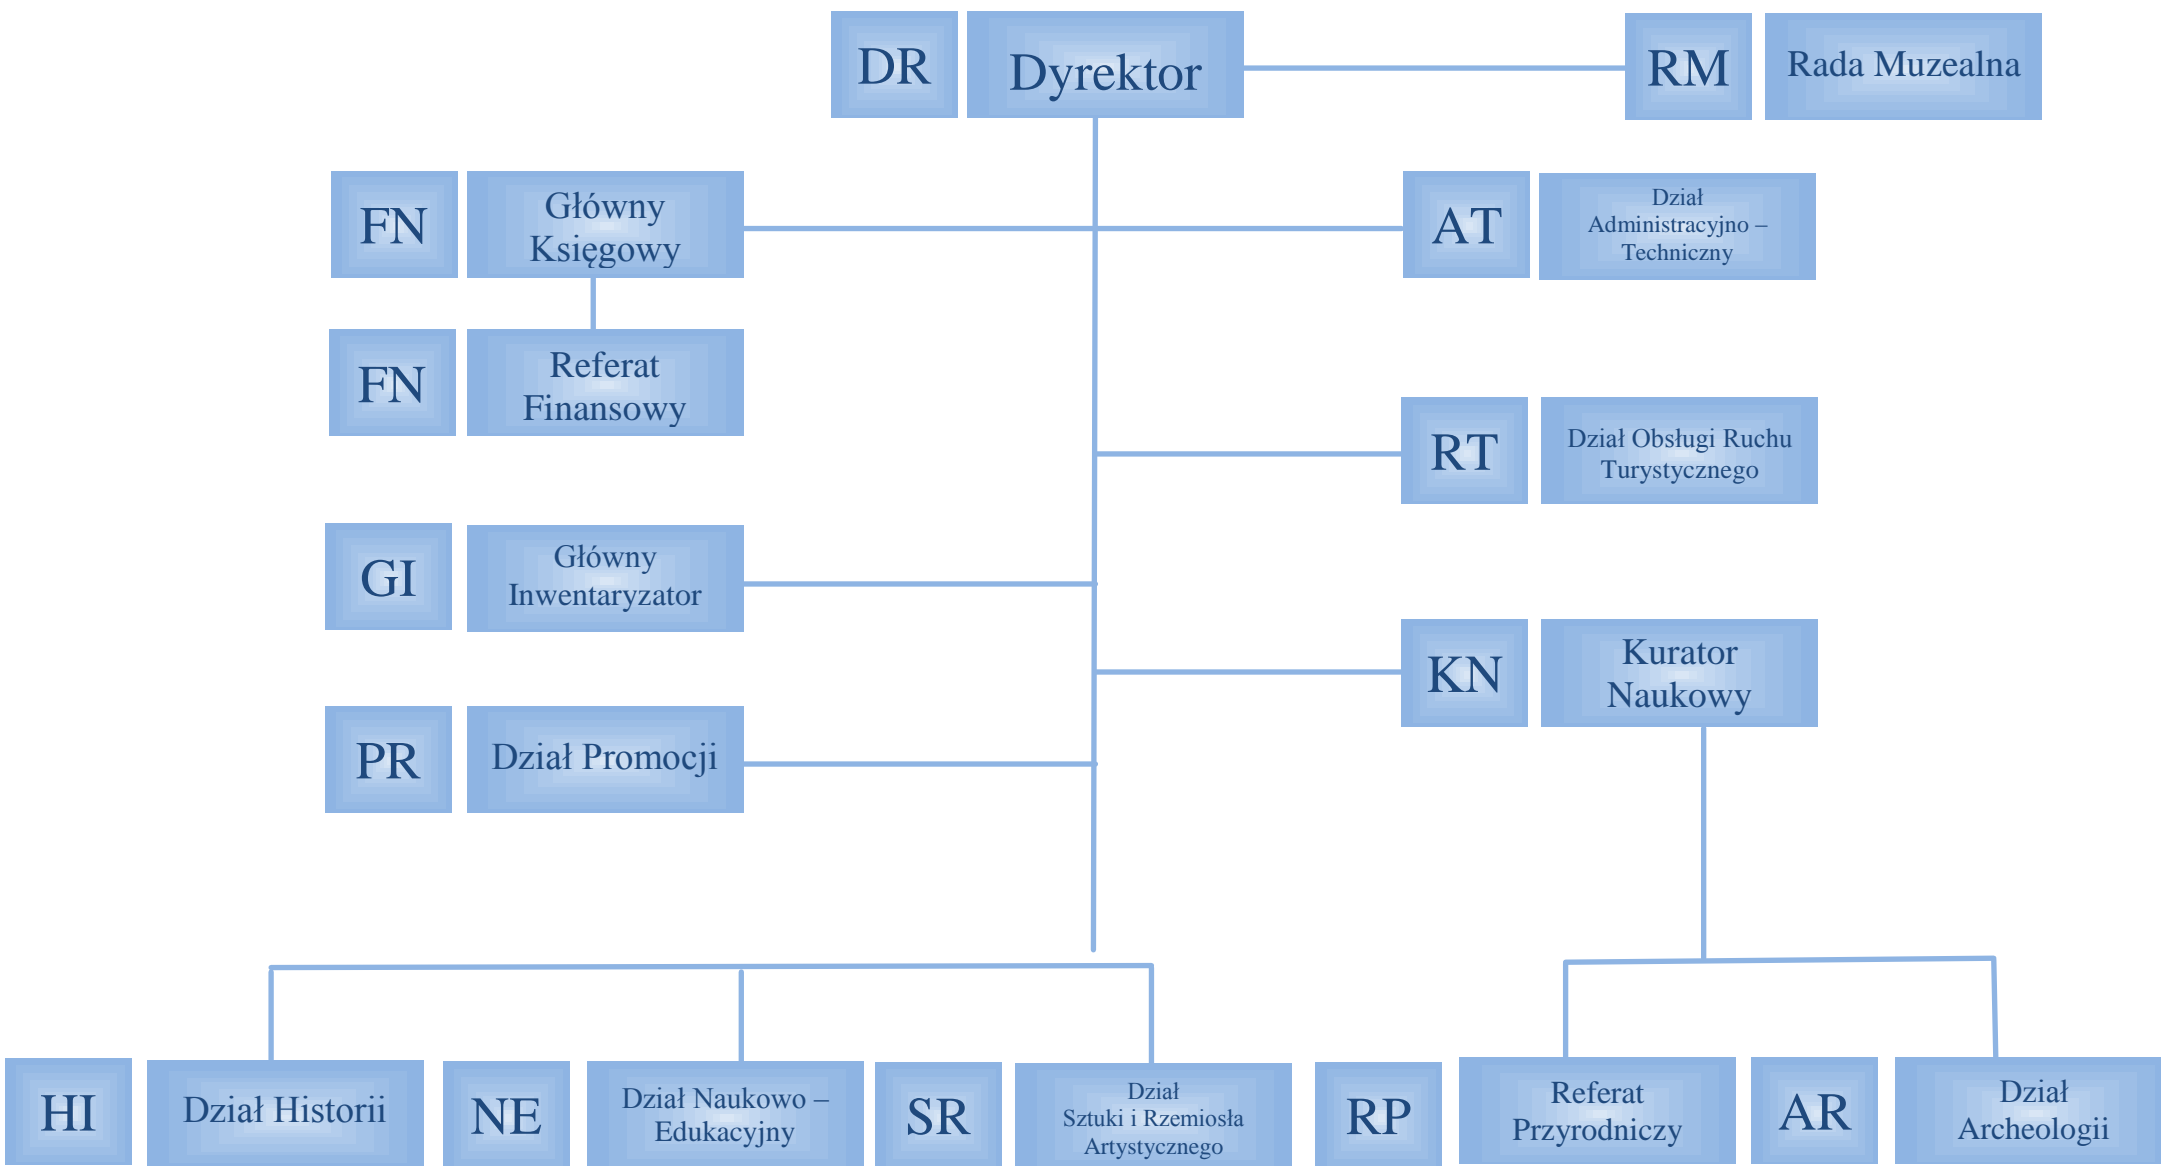 DR
Dyrektor
RM
Rada Muzealna
FN
Główny
Księgowy
AT
Dział
Administracyjno –
Techniczny
FN
Referat
Finansowy
RT
Dział Obsługi Ruchu
Turystycznego
GI
Główny
Inwentaryzator
KN
Kurator
Naukowy
PR
Dział Promocji
HI
Dział Historii
NE
Dział Naukowo –
Edukacyjny
SR
Dział
Sztuki i Rzemiosła
Artystycznego
RP
Referat
Przyrodniczy
AR
Dział
Archeologii